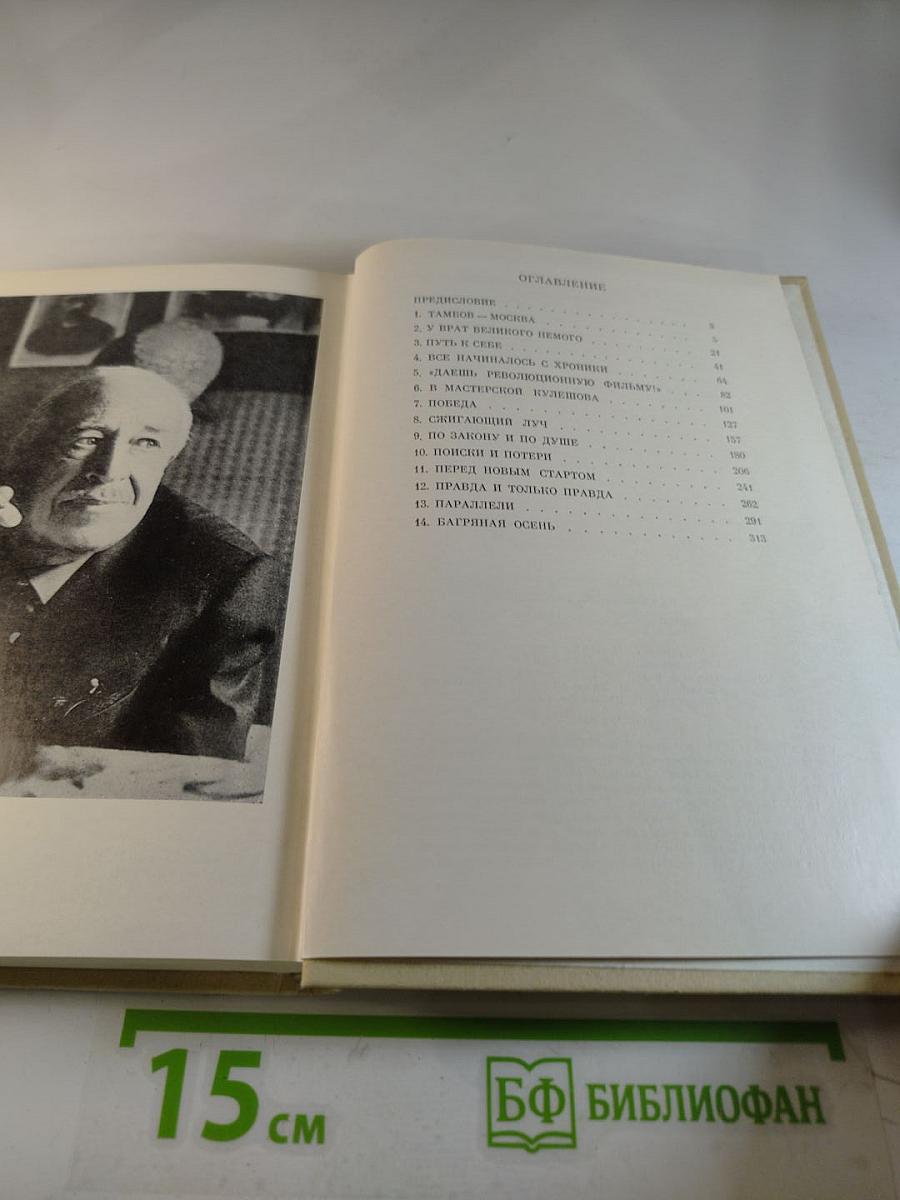 ОГЛАВЛЕНИЕ
ПРЕДИСЛОВИЕ . . . . . . . . . . . . . . . 3
1. ТАМБОВ — МОСКВА . . . . . . . . . . . . 5
2. У ВРАТ ВЕЛИКОГО НЕМОГО . . . . . . . . 21
3. ПУТЬ К СЕБЕ . . . . . . . . . . . . . . 41
4. ВСЕ НАЧИНАЛОСЬ С ХРОНИКИ . . . . . . . 64
5. «ДАЕШЬ РЕВОЛЮЦИОННУЮ ФИЛЬМУ!» . . . 82
6. В МАСТЕРСКОЙ КУЛЕШОВА . . . . . . . . 101
7. ПОБЕДА . . . . . . . . . . . . . . . . 127
8. СЖИГАЮЩИЙ ЛУЧ . . . . . . . . . . . . 157
9. ПО ЗАКОНУ И ПО ДУШЕ . . . . . . . . . 180
10. ПОИСКИ И ПОТЕРИ . . . . . . . . . . . 206
11. ПЕРЕД НОВЫМ СТАРТОМ . . . . . . . . . 241
12. ПРАВДА И ТОЛЬКО ПРАВДА . . . . . . . 262
13. ПАРАЛЛЕЛИ . . . . . . . . . . . . . . 291
14. БАГРЯНАЯ ОСЕНЬ . . . . . . . . . . . 313
15 см
БФ БИБЛИОФАН